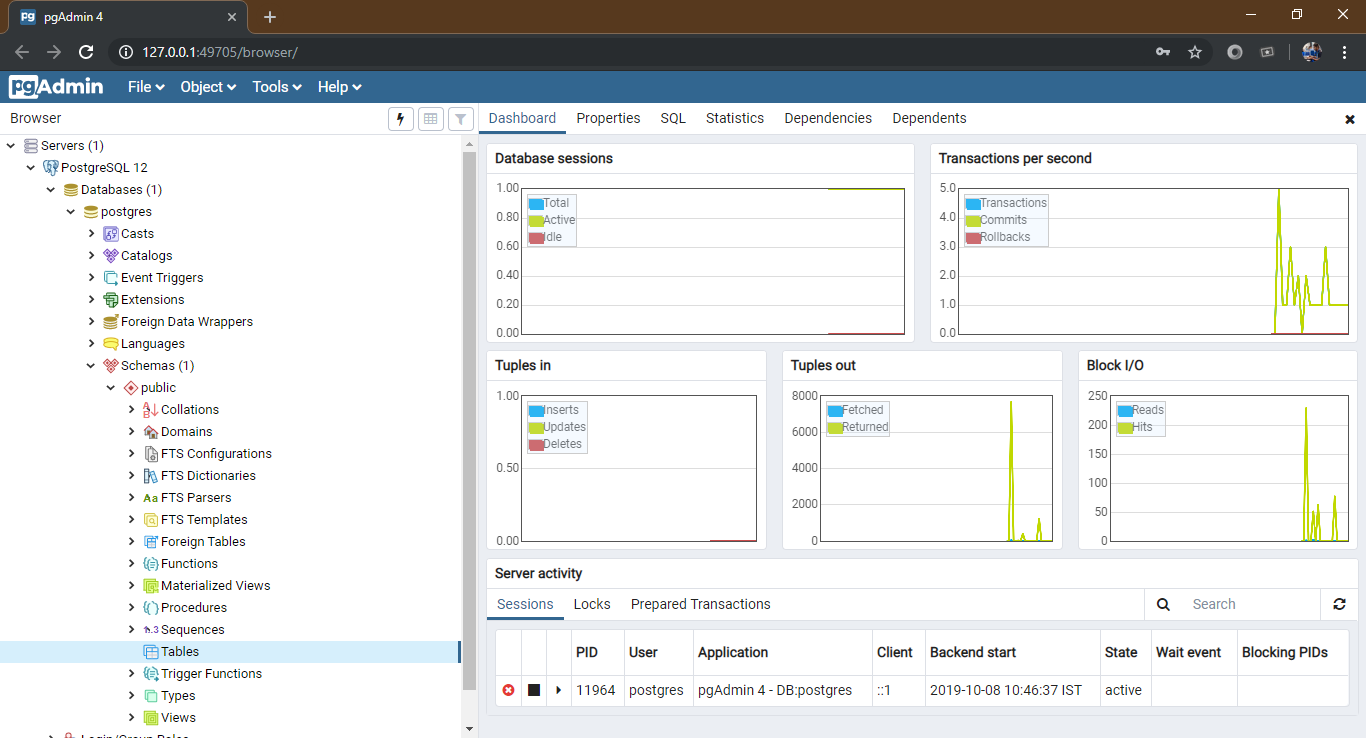 pgAdmin 4
127.0.0.1:49705/browser/
pgAdmin File Object Tools Help
Browser
Servers (1)
PostgreSQL 12
Databases (1)
postgres
Casts
Catalogs
Event Triggers
Extensions
Foreign Data Wrappers
Languages
Schemas (1)
public
Collations
Domains
FTS Configurations
FTS Dictionaries
Aa FTS Parsers
FTS Templates
Foreign Tables
Functions
Materialized Views
Procedures
1..3 Sequences
Tables
Trigger Functions
Types
Views
Login/Group Roles
Dashboard Properties SQL Statistics Dependencies Dependents
Database sessions
1.00
0.80
0.60
0.40
0.20
0.00
Total
Active
Idle
Transactions per second
5.0
4.0
3.0
2.0
1.0
0.0
Transactions
Commits
Rollbacks
Tuples in
1.00
0.50
0.00
Inserts
Updates
Deletes
Tuples out
8000
6000
4000
2000
0
Fetched
Returned
Block I/O
250
200
150
100
50
0
Reads
Hits
Server activity
Sessions Locks Prepared Transactions Search
PID User Application Client Backend start State Wait event Blocking PIDs
11964 postgres pgAdmin 4 - DB:postgres ::1 2019-10-08 10:46:37 IST active